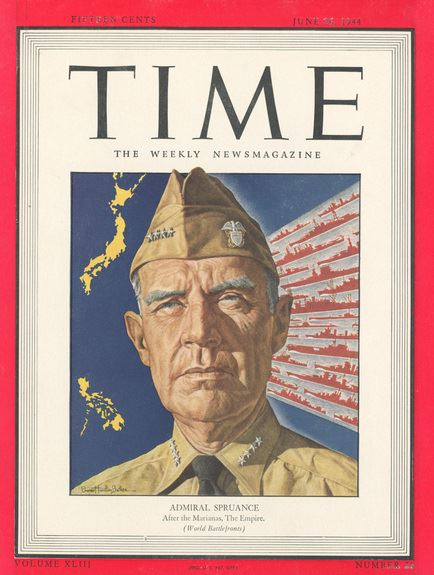 FIFTEEN CENTS
JUNE 26, 1944
TIME
THE WEEKLY NEWSMAGAZINE
ADMIRAL SPRUANCE
After the Marianas, The Empire.
(World Battlefronts)
VOLUME XLIII
NUMBER